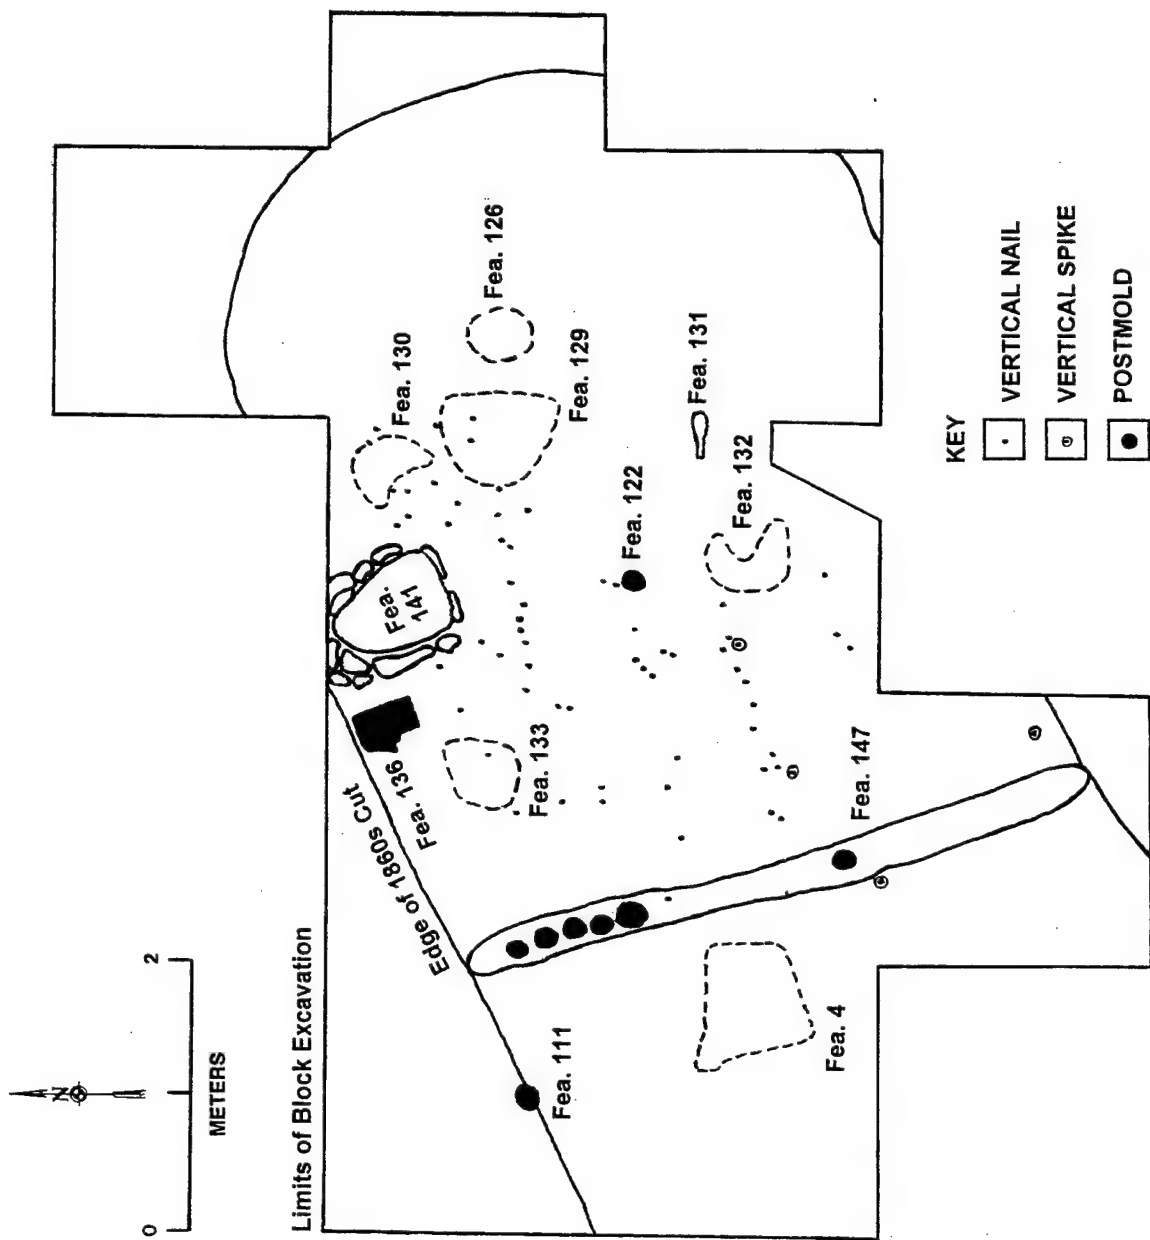 N
0
2
METERS
Limits of Block Excavation
Edge of 1860s Cut
Fea. 111
Fea. 136
Fea. 133
Fea.
141
Fea. 130
Fea. 126
Fea. 129
Fea. 122
Fea. 131
Fea. 132
Fea. 147
Fea. 4
KEY
VERTICAL NAIL
VERTICAL SPIKE
POSTMOLD